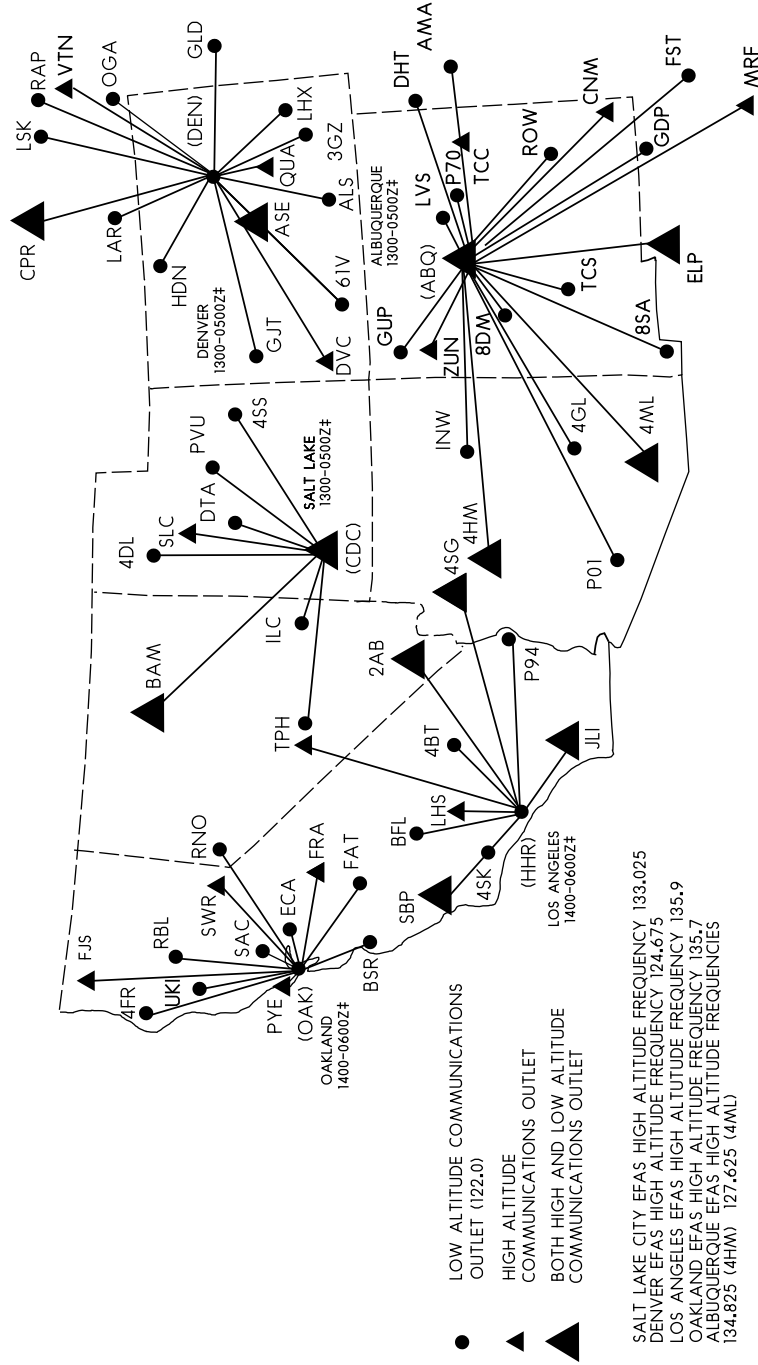 CPR
LSK
RAP
VTN
OGA
GLD
LAR
(DEN)
HDN
LHX
3GZ
QUA
ASE
ALS
61V
DENVER
1300-0500Z‡
GJT
DVC
ALBUQUERQUE
1300-0500Z‡
DHT
AMA
LVS
P70
TCC
ROW
CNM
FST
GDP
MRF
(ABQ)
GUP
ZUN
8DM
TCS
ELP
8SA
INW
4HM
4GL
4ML
P01
4DL
SLC
DTA
PVU
4SS
SALT LAKE
1300-0500Z‡
(CDC)
BAM
ILC
TPH
4SG
2AB
P94
4BT
LHS
BFL
JLI
SBP
4SK
(HHR)
LOS ANGELES
1400-0600Z‡
FJS
RBL
SWR
RNO
4FR
UKI
SAC
ECA
FRA
FAT
PYE
(OAK)
BSR
OAKLAND
1400-0600Z‡
LOW ALTITUDE COMMUNICATIONS
OUTLET (122.0)
HIGH ALTITUDE
COMMUNICATIONS OUTLET
BOTH HIGH AND LOW ALTITUDE
COMMUNICATIONS OUTLET
SALT LAKE CITY EFAS HIGH ALTITUDE FREQUENCY 133.025
DENVER EFAS HIGH ALTITUDE FREQUENCY 124.675
LOS ANGELES EFAS HIGH ALTUTUDE FREQUENCY 135.9
OAKLAND EFAS HIGH ALTITUDE FREQUENCY 135.7
ALBUQUERQUE EFAS HIGH ALTITUDE FREQUENCIES
134.825 (4HM) 127.625 (4ML)